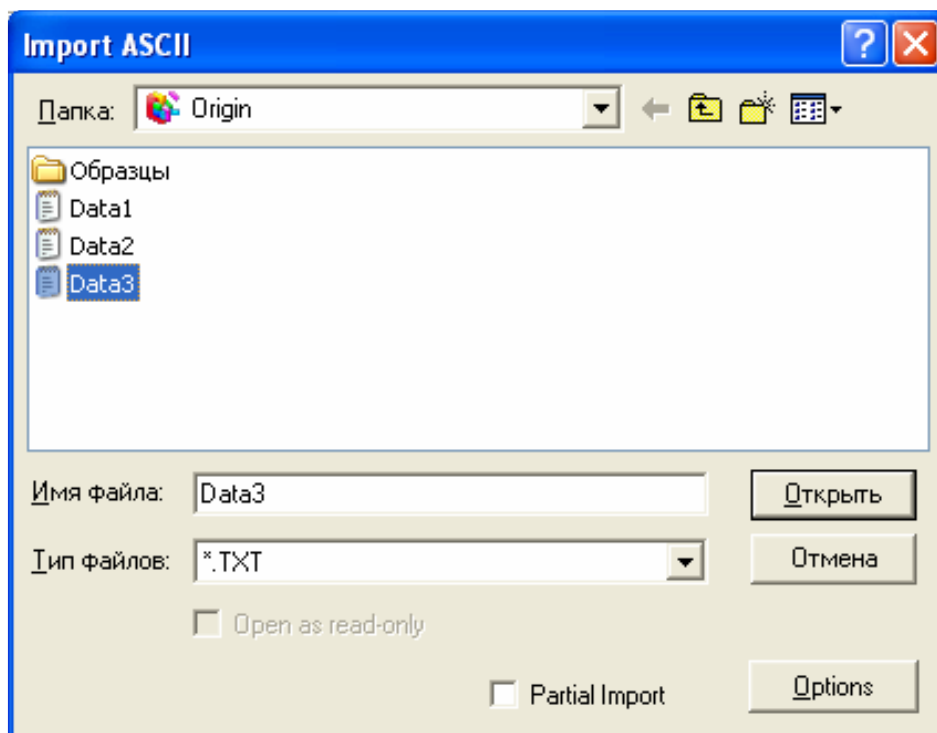 Import ASCII
Папка: Origin
Образцы
Data1
Data2
Data3
Имя файла: Data3 Открыть
Тип файлов: *.TXT Отмена
Open as read-only
Partial Import Options